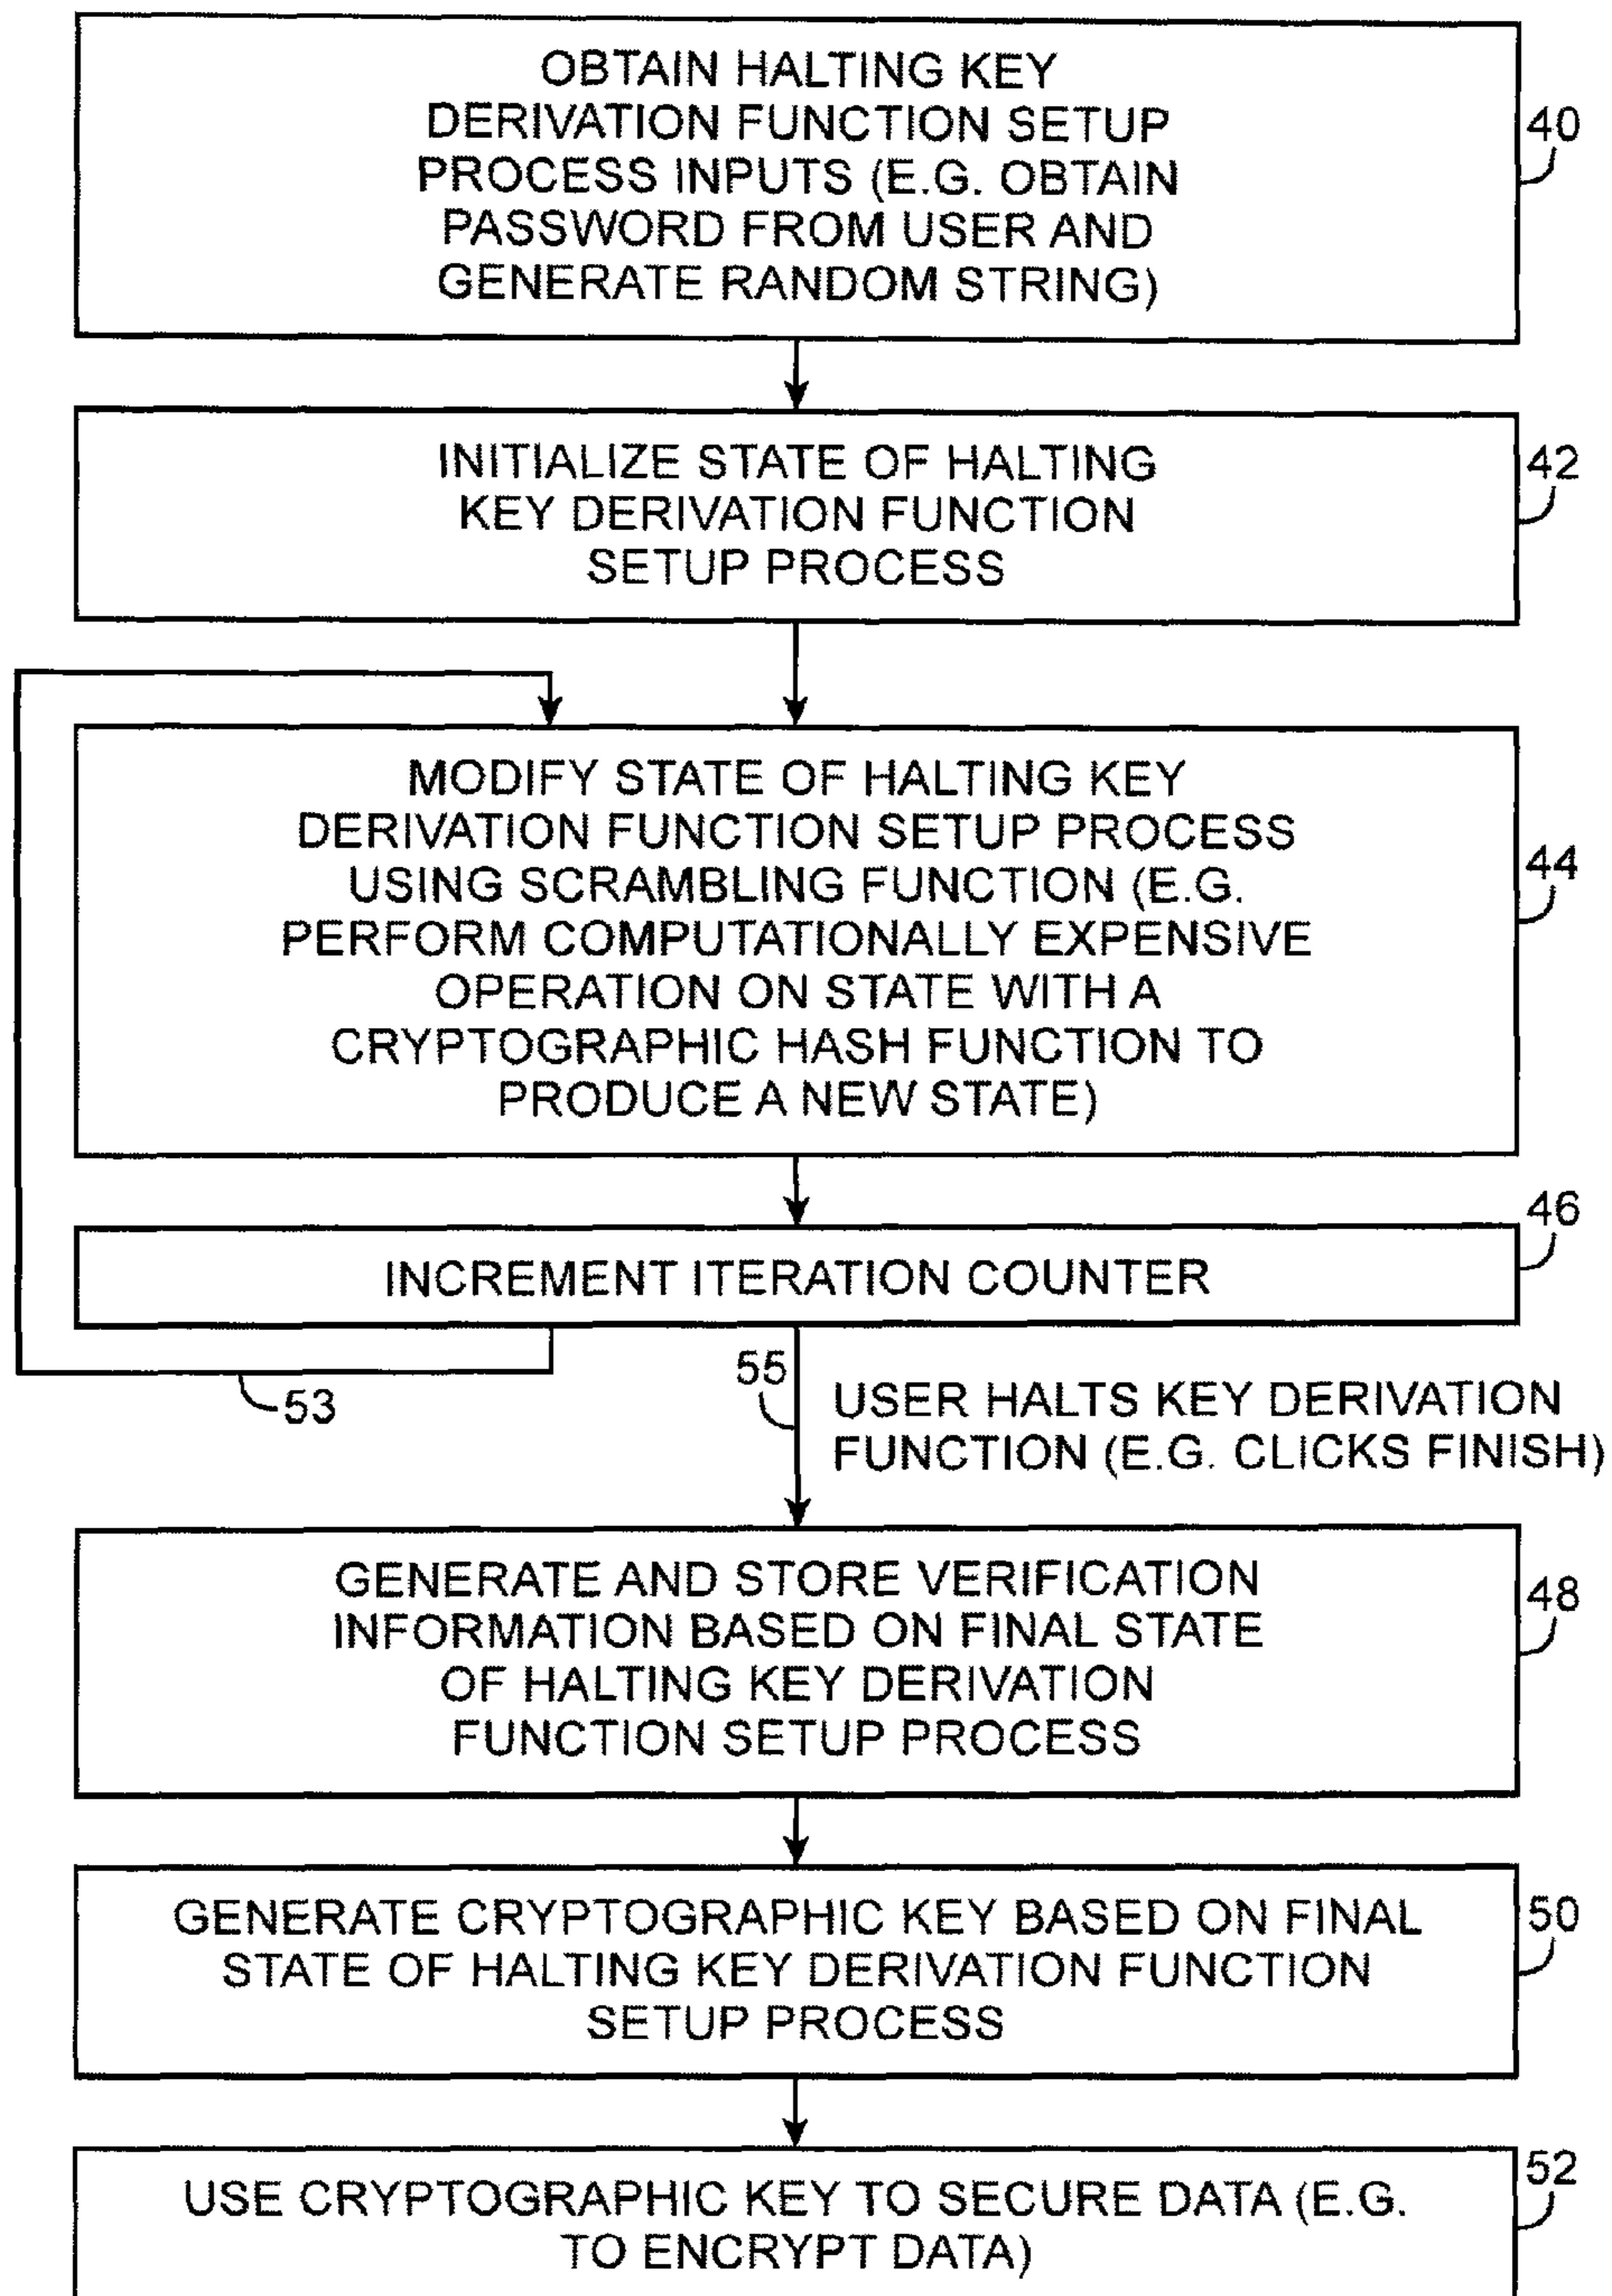 OBTAIN HALTING KEY
DERIVATION FUNCTION SETUP
PROCESS INPUTS (E.G. OBTAIN
PASSWORD FROM USER AND
GENERATE RANDOM STRING)
40
INITIALIZE STATE OF HALTING
KEY DERIVATION FUNCTION
SETUP PROCESS
42
MODIFY STATE OF HALTING KEY
DERIVATION FUNCTION SETUP PROCESS
USING SCRAMBLING FUNCTION (E.G.
PERFORM COMPUTATIONALLY EXPENSIVE
OPERATION ON STATE WITH A
CRYPTOGRAPHIC HASH FUNCTION TO
PRODUCE A NEW STATE)
44
INCREMENT ITERATION COUNTER
46
53
55
USER HALTS KEY DERIVATION
FUNCTION (E.G. CLICKS FINISH)
GENERATE AND STORE VERIFICATION
INFORMATION BASED ON FINAL STATE
OF HALTING KEY DERIVATION
FUNCTION SETUP PROCESS
48
GENERATE CRYPTOGRAPHIC KEY BASED ON FINAL
STATE OF HALTING KEY DERIVATION FUNCTION
SETUP PROCESS
50
USE CRYPTOGRAPHIC KEY TO SECURE DATA (E.G.
TO ENCRYPT DATA)
52